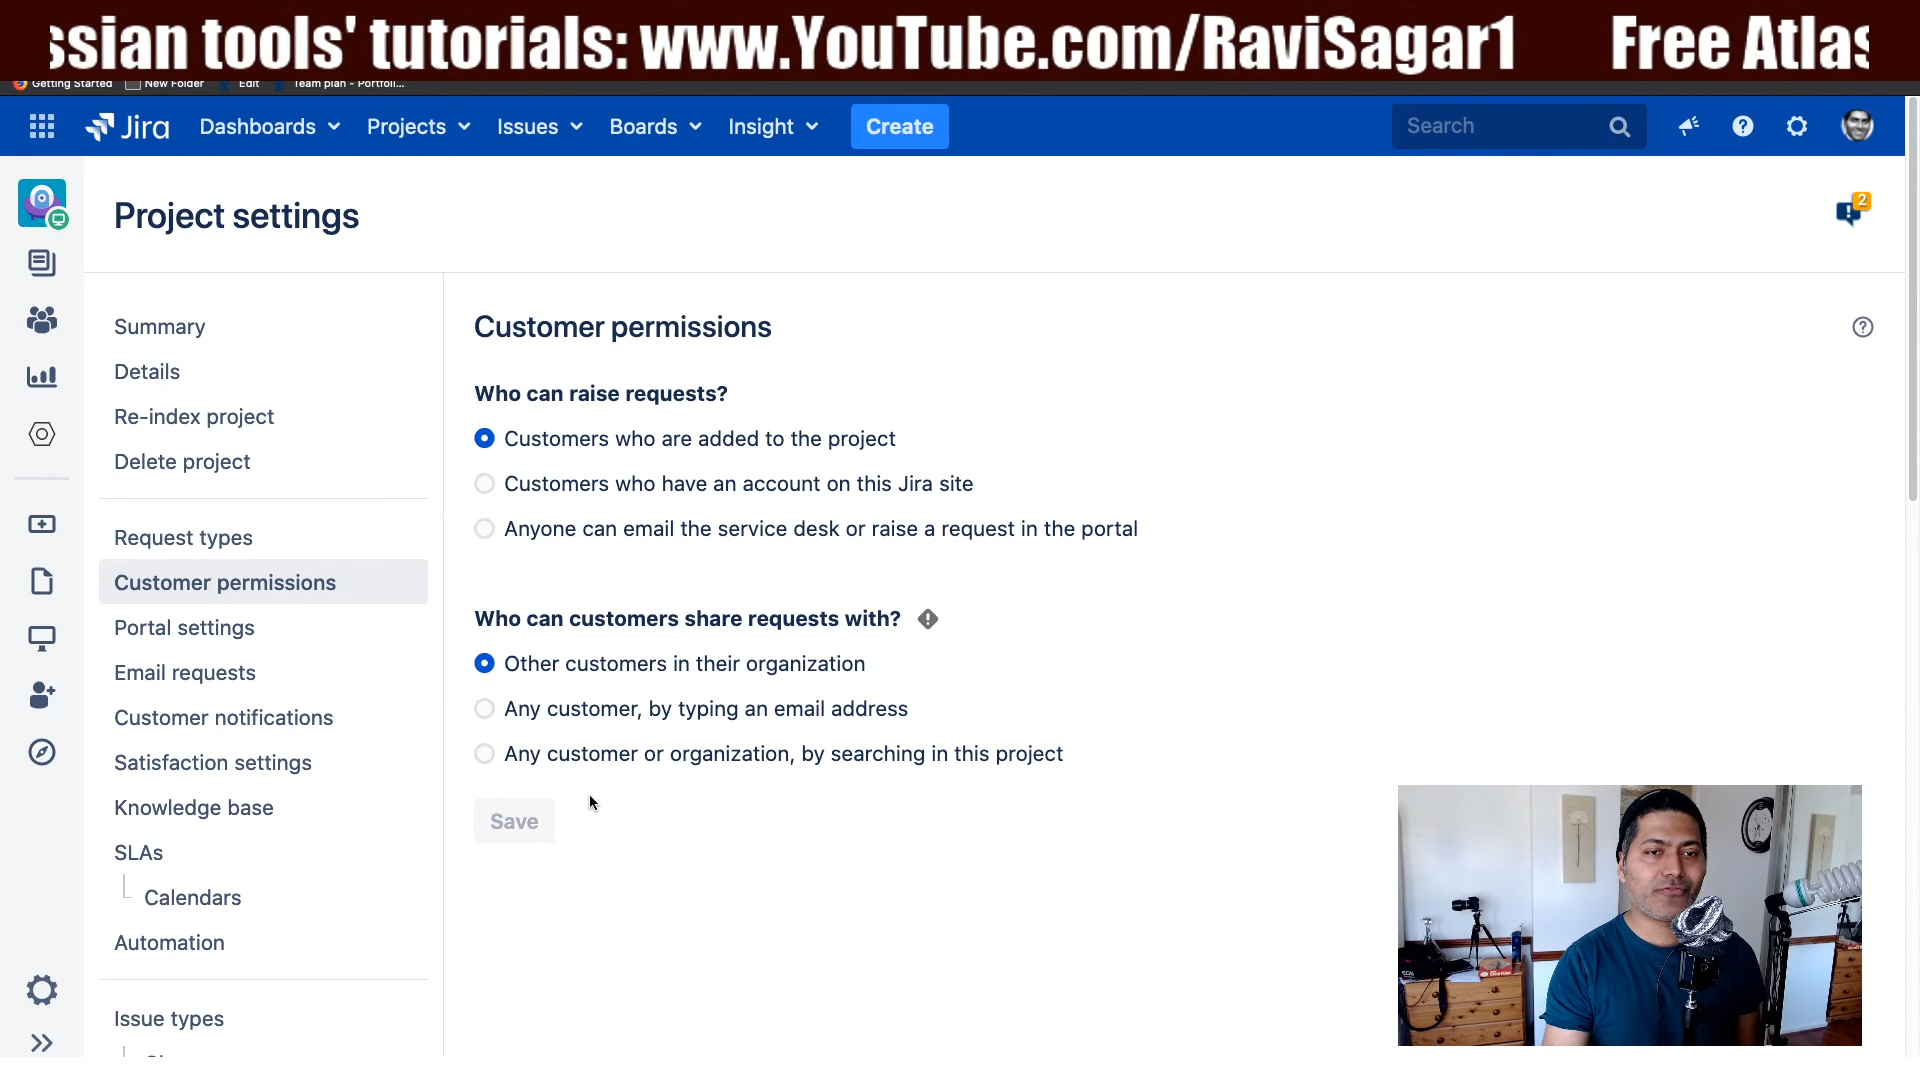 ssian tools' tutorials: www.YouTube.com/RaviSagar1 Free Atlas
Getting Started New Folder Edit Team plan - Portfoli...
Jira Dashboards Projects Issues Boards Insight Create Search
Project settings
2
Summary
Details
Re-index project
Delete project
Request types
Customer permissions
Portal settings
Email requests
Customer notifications
Satisfaction settings
Knowledge base
SLAs
Calendars
Automation
Issue types
Customer permissions
Who can raise requests?
Customers who are added to the project
Customers who have an account on this Jira site
Anyone can email the service desk or raise a request in the portal
Who can customers share requests with?
Other customers in their organization
Any customer, by typing an email address
Any customer or organization, by searching in this project
Save